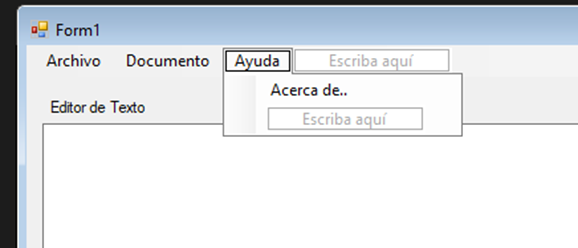 Form1
Archivo Documento Ayuda Escriba aquí
Acerca de..
Editor de Texto
Escriba aquí